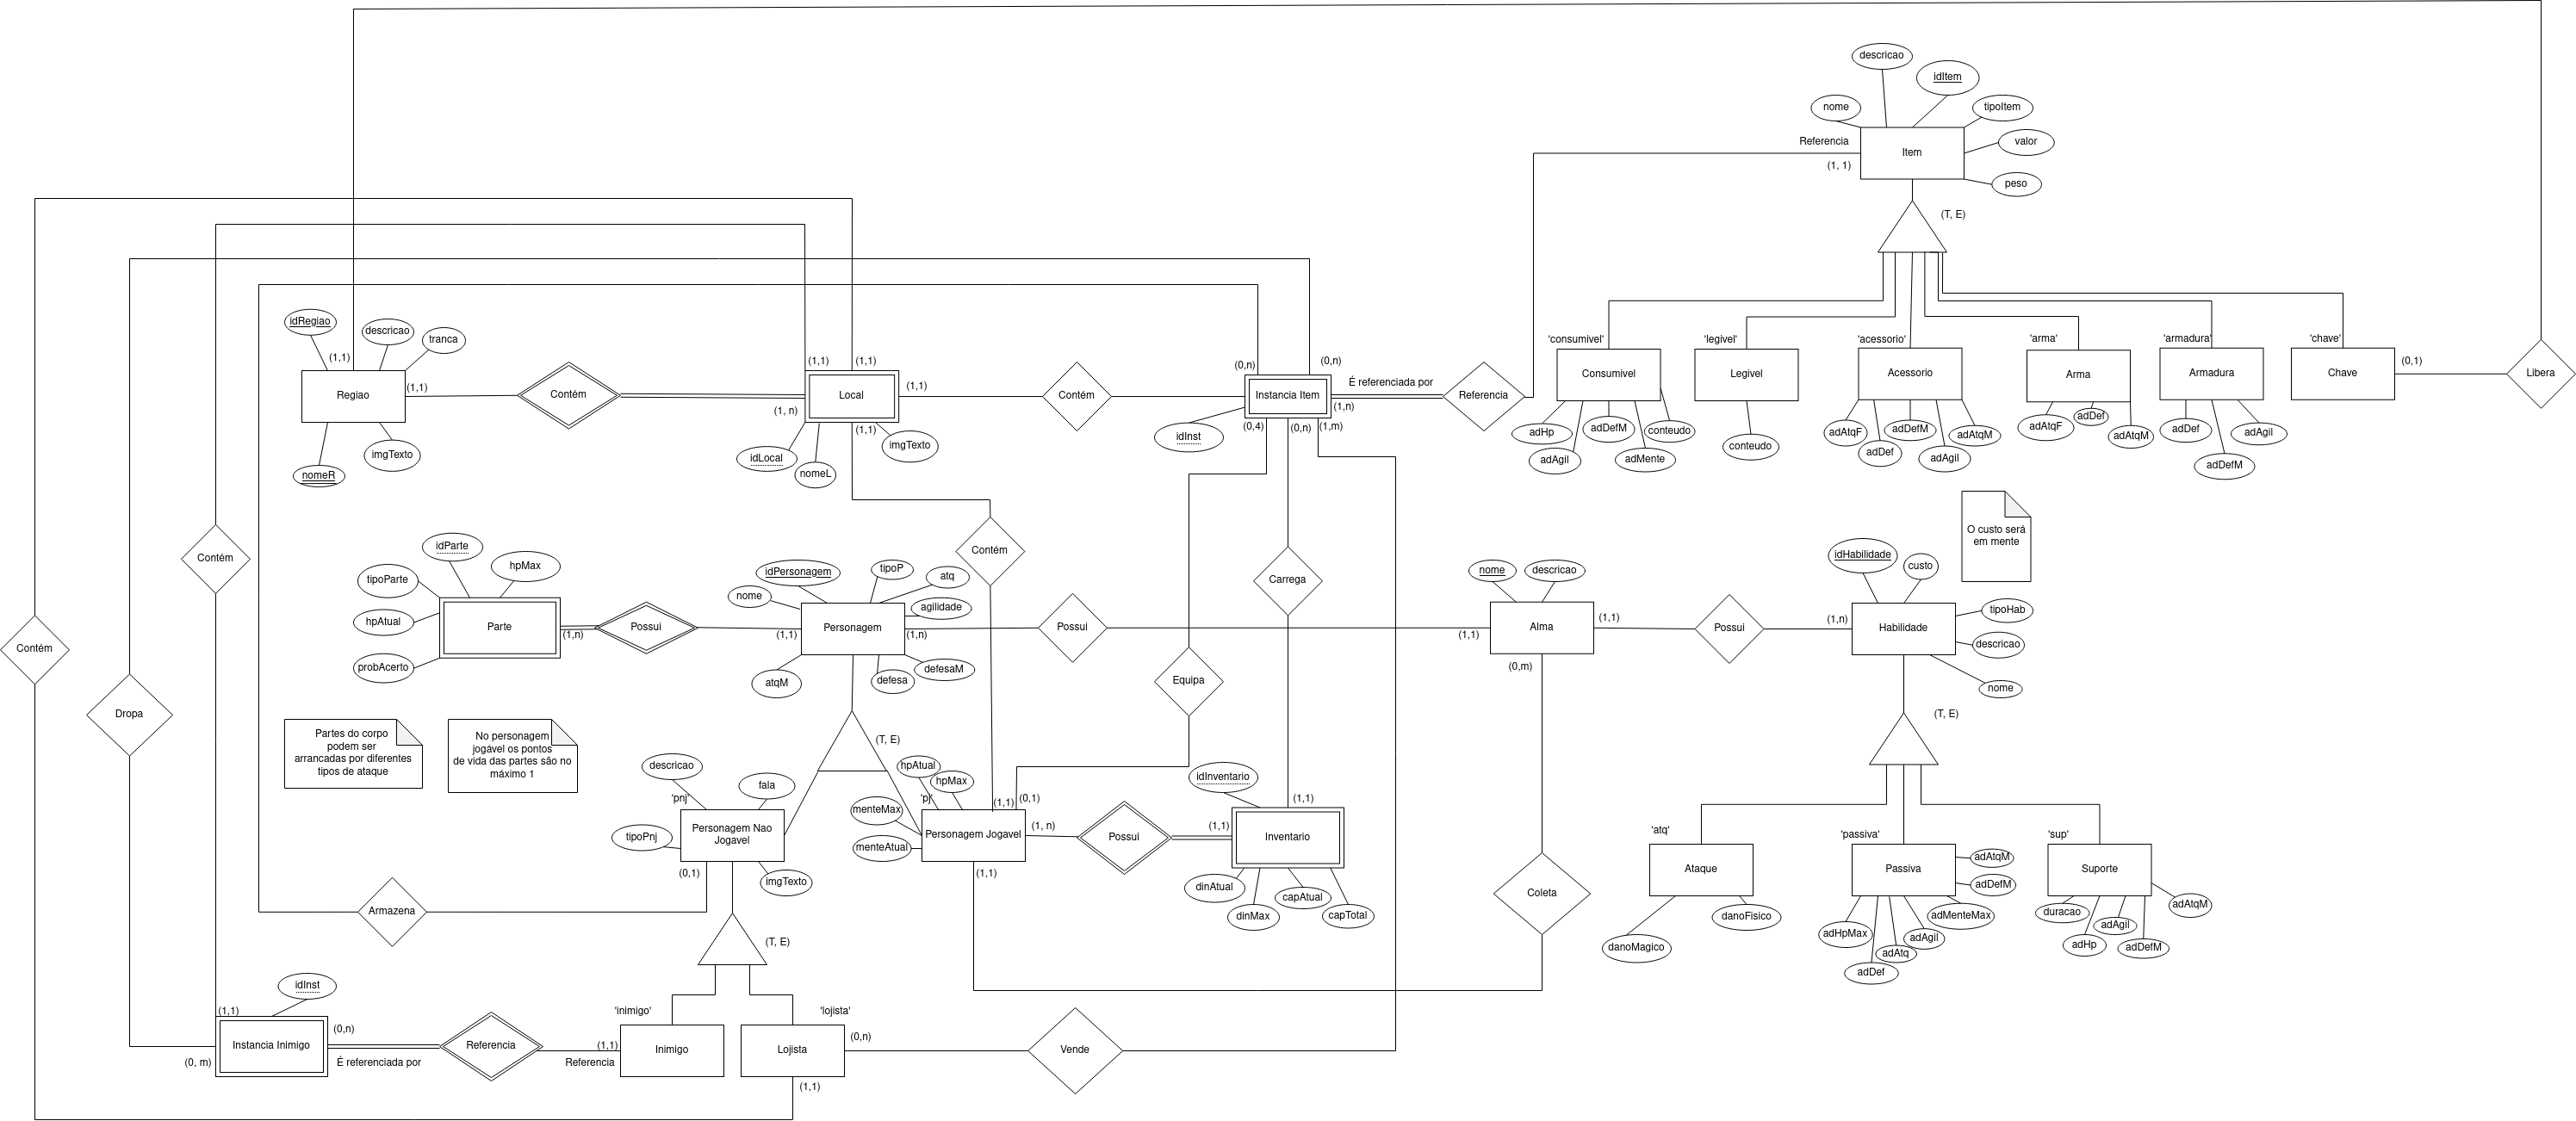 descricao
idItem
nome
tipoItem
Referencia
valor
Item
(1, 1)
peso
(T, E)
idRegiao
descricao
tranca
(1,1)
(1,1)
Regiao
nomeR
imgTexto
Contém
(1,1)
(1,1)
(1,1)
Local
(1, n)
(1,1)
idLocal
nomeL
imgTexto
Contém
(0,n)
(0,n)
Instancia Item
(1,n)
(0,4)
(0,n)
(1,m)
idInst
É referenciada por
Referencia
'consumivel'
Consumivel
adHp
adAgil
adDefM
adMente
conteudo
'legivel'
Legivel
conteudo
'acessorio'
Acessorio
adAtqF
adDef
adDefM
adAgil
adAtqM
'arma'
Arma
adAtqF
adDef
adAtqM
'armadura'
Armadura
adDef
adDefM
adAgil
'chave'
Chave
(0,1)
Libera
O custo será
em mente
Contém
Contém
Dropa
idParte
hpMax
tipoParte
hpAtual
probAcerto
Parte
(1,n)
Possui
idPersonagem
tipoP
atq
nome
agilidade
Personagem
(1,1)
(1,n)
atqM
defesa
defesaM
Contém
Possui
Carrega
Equipa
nome
descricao
Alma
(1,1)
(1,1)
(0,m)
Possui
idHabilidade
custo
tipoHab
descricao
nome
(1,n)
Habilidade
(T, E)
Partes do corpo
podem ser
arrancadas por diferentes
tipos de ataque
No personagem
jogável os pontos
de vida das partes são no
máximo 1
(T, E)
descricao
fala
'pnj'
tipoPnj
Personagem Nao
Jogavel
(0,1)
imgTexto
hpAtual
hpMax
'pj'
menteMax
menteAtual
(1,1)
(0,1)
Personagem Jogavel
(1, n)
(1,1)
Possui
idInventario
(1,1)
(1,1)
Inventario
dinAtual
dinMax
capAtual
capTotal
Coleta
'atq'
Ataque
danoMagico
danoFisico
'passiva'
Passiva
adAtqM
adDefM
adMenteMax
adHpMax
adDef
adAtq
adAgil
'sup'
Suporte
duracao
adHp
adAgil
adDefM
adAtqM
Armazena
(T, E)
idInst
(1,1)
Instancia Inimigo
(0,n)
(0, m)
É referenciada por
Referencia
'inimigo'
(1,1)
Inimigo
Referencia
'lojista'
Lojista
(0,n)
(1,1)
Vende